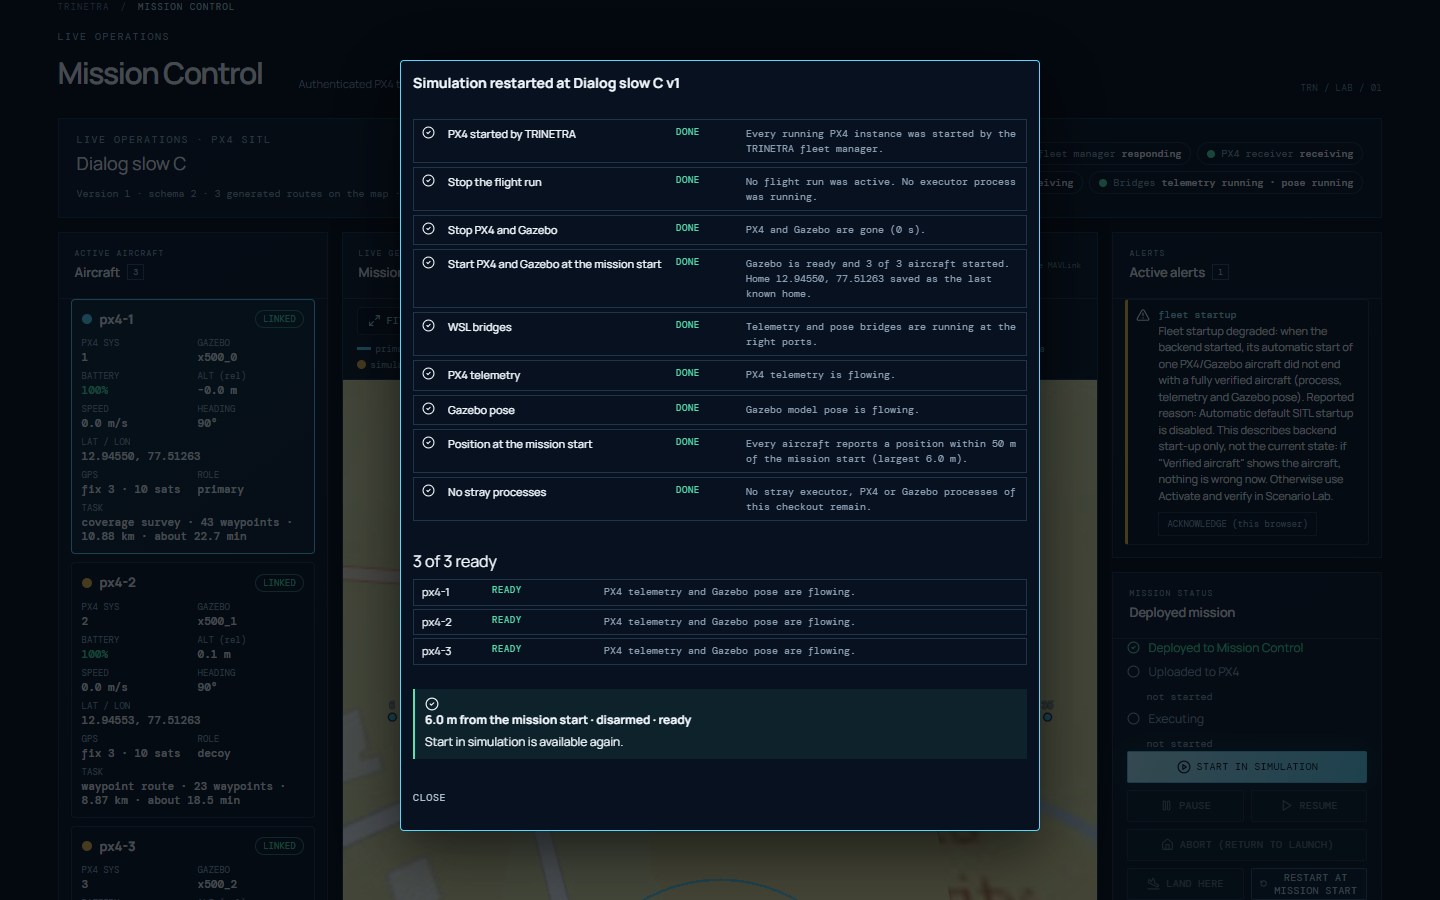 TRINETRA / MISSION CONTROL
LIVE OPERATIONS
Mission Control
Authenticated PX4 t
TRN / LAB / 01
LIVE OPERATIONS · PX4 SITL
Dialog slow C
Version 1 · schema 2 · 3 generated routes on the map ·
fleet manager responding
PX4 receiver receiving
eiving
Bridges telemetry running · pose running
ACTIVE AIRCRAFT
Aircraft 3
px4-1
LINKED
PX4 SYS
GAZEBO
1
x500_0
BATTERY
ALT (rel)
100%
-0.0 m
SPEED
HEADING
0.0 m/s
90°
LAT / LON
12.94550, 77.51263
GPS
ROLE
fix 3 · 10 sats
primary
TASK
coverage survey · 43 waypoints ·
10.88 km · about 22.7 min
px4-2
LINKED
PX4 SYS
GAZEBO
2
x500_1
BATTERY
ALT (rel)
100%
0.1 m
SPEED
HEADING
0.0 m/s
90°
LAT / LON
12.94553, 77.51263
GPS
ROLE
fix 3 · 10 sats
decoy
TASK
waypoint route · 23 waypoints ·
8.87 km · about 18.5 min
px4-3
LINKED
PX4 SYS
GAZEBO
3
x500_2
LIVE SE
Mission
MAVLink
FI
prim
simul
Simulation restarted at Dialog slow C v1
PX4 started by TRINETRA
DONE
Every running PX4 instance was started by the
TRINETRA fleet manager.
Stop the flight run
DONE
No flight run was active. No executor process
was running.
Stop PX4 and Gazebo
DONE
PX4 and Gazebo are gone (0 s).
Start PX4 and Gazebo at the mission start
DONE
Gazebo is ready and 3 of 3 aircraft started.
Home 12.94550, 77.51263 saved as the last
known home.
WSL bridges
DONE
Telemetry and pose bridges are running at the
right ports.
PX4 telemetry
DONE
PX4 telemetry is flowing.
Gazebo pose
DONE
Gazebo model pose is flowing.
Position at the mission start
DONE
Every aircraft reports a position within 50 m
of the mission start (largest 6.0 m).
No stray processes
DONE
No stray executor, PX4 or Gazebo processes of
this checkout remain.
3 of 3 ready
px4-1
READY
PX4 telemetry and Gazebo pose are flowing.
px4-2
READY
PX4 telemetry and Gazebo pose are flowing.
px4-3
READY
PX4 telemetry and Gazebo pose are flowing.
6.0 m from the mission start · disarmed · ready
Start in simulation is available again.
CLOSE
ALERTS
Active alerts 1
fleet startup
Fleet startup degraded: when the
backend started, its automatic start of
one PX4/Gazebo aircraft did not end
with a fully verified aircraft (process,
telemetry and Gazebo pose). Reported
reason: Automatic default SITL startup
is disabled. This describes backend
start-up only, not the current state: if
"Verified aircraft" shows the aircraft,
nothing is wrong now. Otherwise use
Activate and verify in Scenario Lab.
ACKNOWLEDGE (this browser)
MISSION STATUS
Deployed mission
Deployed to Mission Control
Uploaded to PX4
not started
Executing
not started
START IN SIMULATION
PAUSE
RESUME
ABORT (RETURN TO LAUNCH)
LAND HERE
RESTART AT
MISSION START